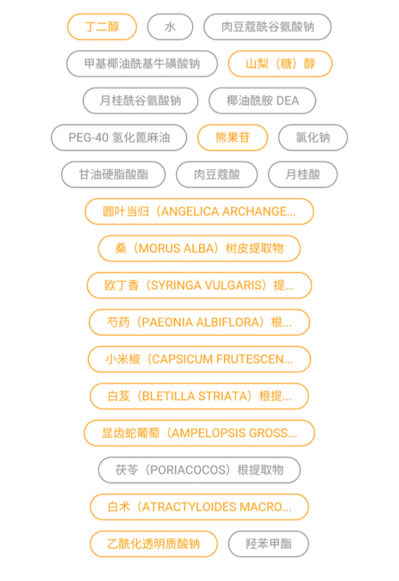 丁二醇 水 肉豆蔻酰谷氨酸钠
甲基椰油酰基牛磺酸钠 山梨（糖）醇
月桂酰谷氨酸钠 椰油酰胺 DEA
PEG-40 氢化蓖麻油 熊果苷 氯化钠
甘油硬脂酸酯 肉豆蔻酸 月桂酸
圆叶当归（ANGELICA ARCHANGE...
桑（MORUS ALBA）树皮提取物
欧丁香（SYRINGA VULGARIS）提...
芍药（PAEONIA ALBIFLORA）根...
小米椒（CAPSICUM FRUTESCEN...
白芨（BLETILLA STRIATA）根提...
显齿蛇葡萄（AMPELOPSIS GROSS...
茯苓（PORIACOCOS）根提取物
白术（ATRACTYLOIDES MACRO...
乙酰化透明质酸钠 羟苯甲酯